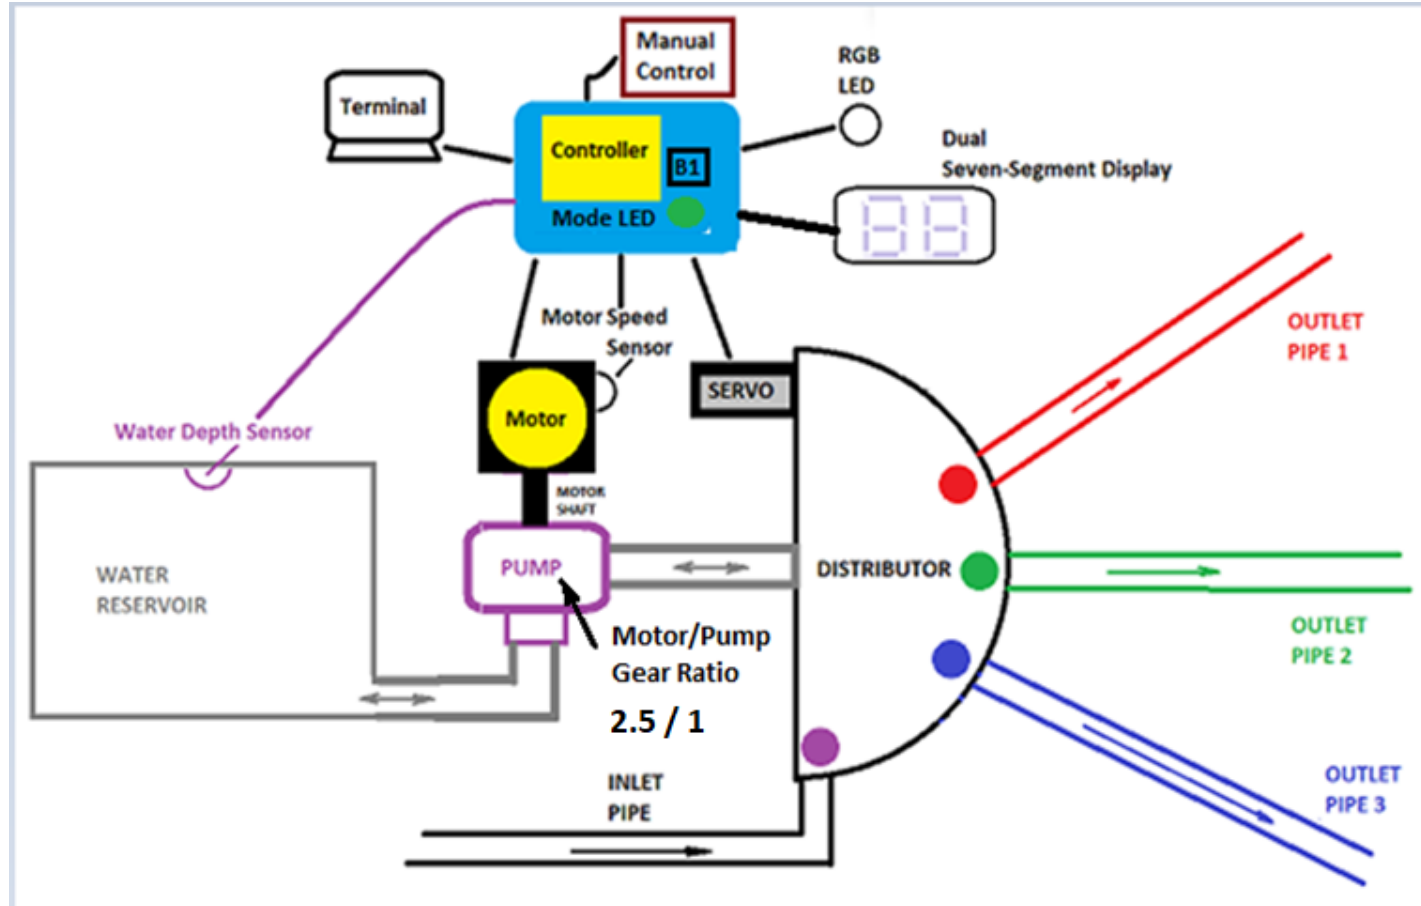 Manual
Control
RGB
LED
Terminal
Controller
B1
Mode LED
Dual
Seven-Segment Display
88
Motor Speed
Sensor
OUTLET
PIPE 1
SERVO
Motor
Water Depth Sensor
MOTOR
SHAFT
PUMP
DISTRIBUTOR
WATER
RESERVOIR
OUTLET
PIPE 2
Motor/Pump
Gear Ratio
2.5 / 1
INLET
PIPE
OUTLET
PIPE 3